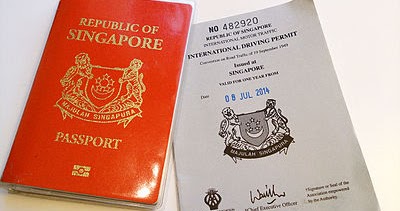 REPUBLIC OF
SINGAPORE
MAJULAH SINGAPURA
PASSPORT
NO 482920
REPUBLIC OF SINGAPORE
INTERNATIONAL MOTOR TRAFFIC
INTERNATIONAL DRIVING PERMIT
Convention on Road Traffic of 19 September 1949
Issued at
SINGAPORE
VALID FOR ONE YEAR FROM
Date 08 JUL 2014
MAJULAH SINGAPURA
*Signature or Seal of the
Association empowered
by the Authority.
*Chief Executive Officer